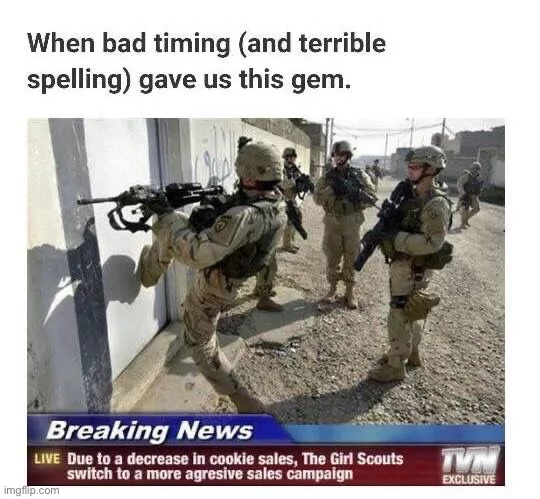 When bad timing (and terrible
spelling) gave us this gem.
Breaking News
LIVE Due to a decrease in cookie sales, The Girl Scouts
switch to a more agresive sales campaign
TVN
EXCLUSIVE
imgflip.com